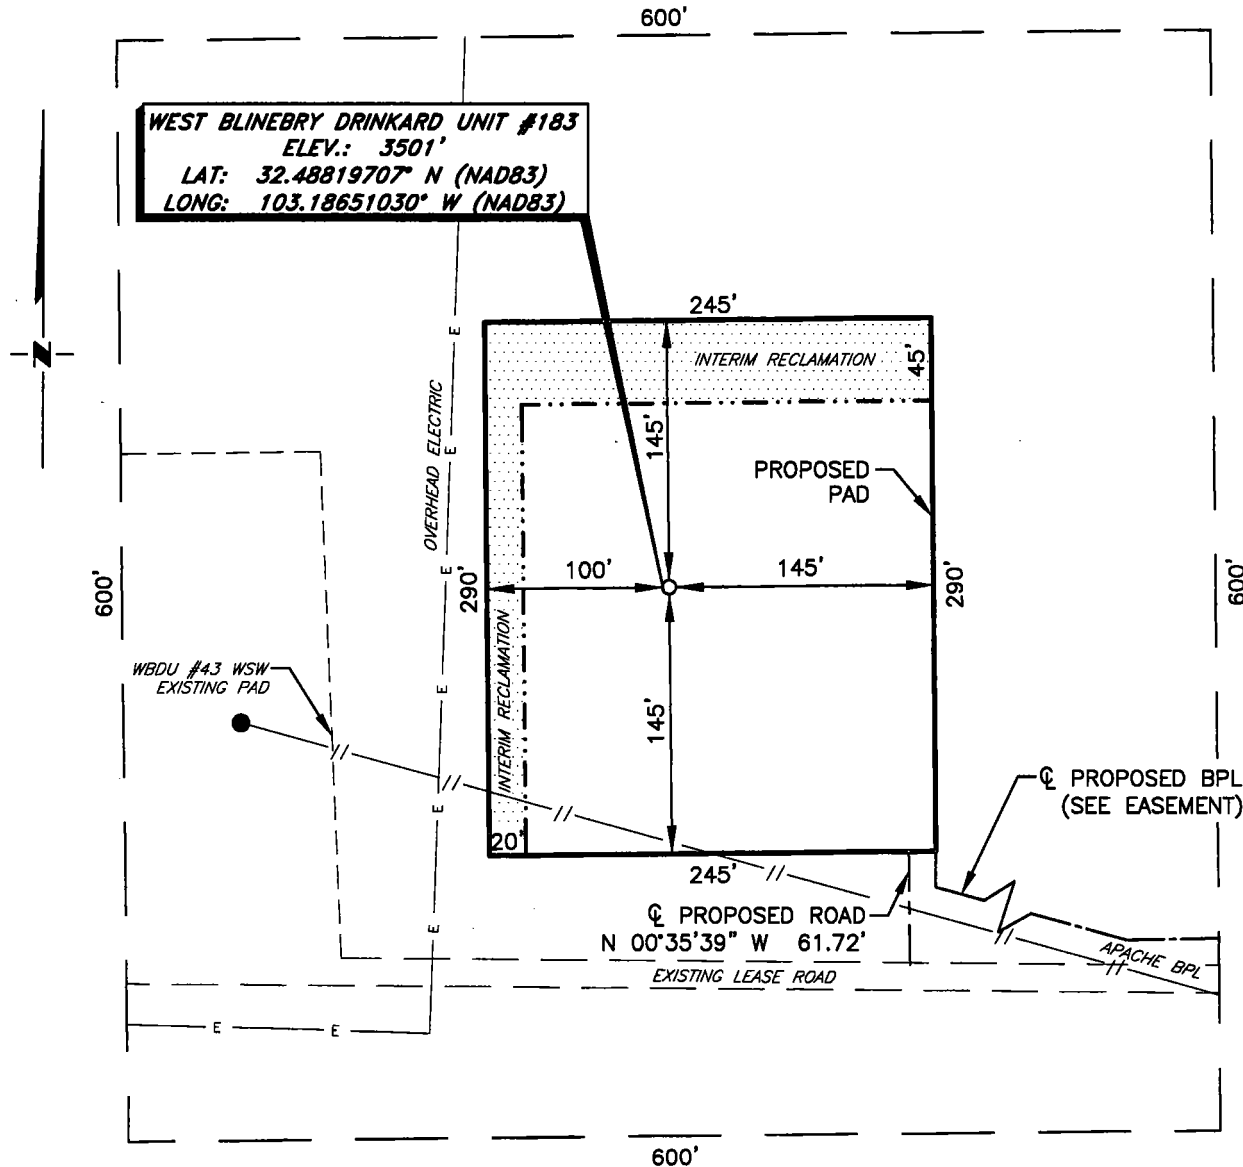 600'
WEST BLINEBRY DRINKARD UNIT #183
ELEV.: 3501'
LAT: 32.48819707° N (NAD83)
LONG: 103.18651030° W (NAD83)
245'
INTERIM RECLAMATION
45'
N
OVERHEAD ELECTRIC
E
E
E
E
E
E
E
E
E
145'
PROPOSED
PAD
600'
290'
100'
145'
290'
600'
INTERIM RECLAMATION
WBDU #43 WSW
EXISTING PAD
145'
℄ PROPOSED BPL
(SEE EASEMENT)
20'
245'
℄ PROPOSED ROAD
N 00°35'39" W 61.72'
APACHE BPL
EXISTING LEASE ROAD
E
E
600'